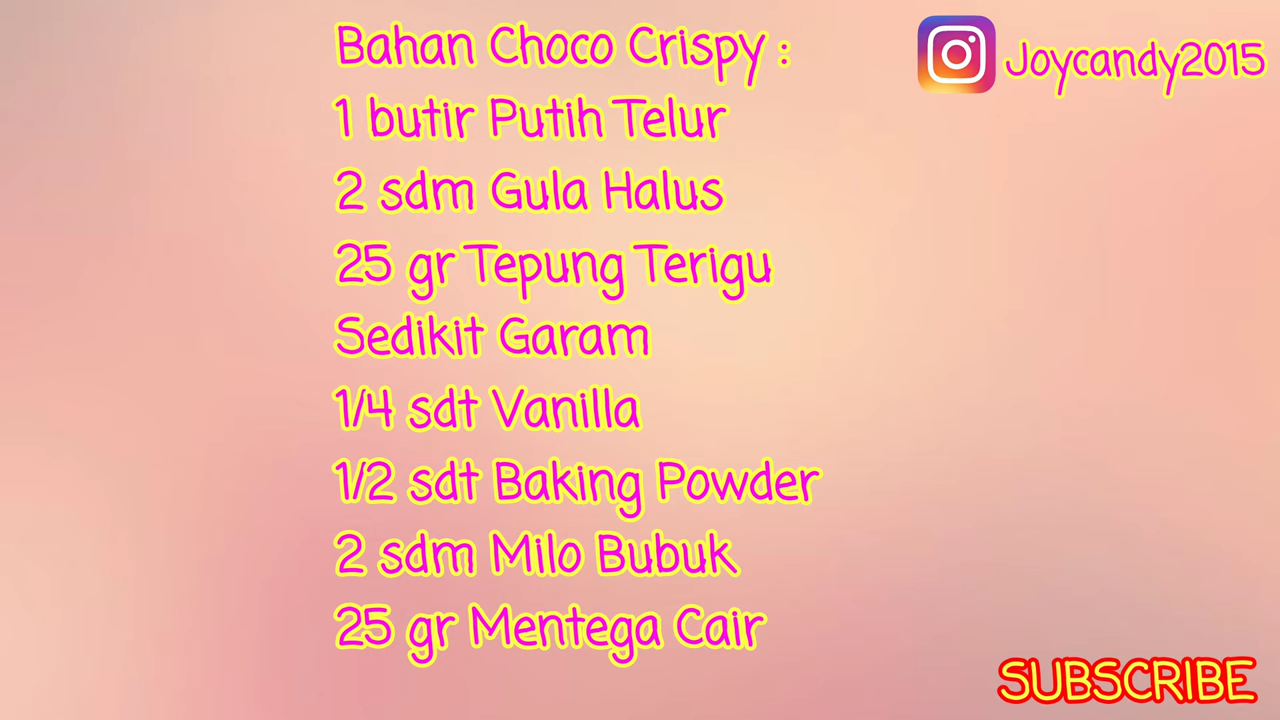 Bahan Choco Crispy :
1 butir Putih Telur
2 sdm Gula Halus
25 gr Tepung Terigu
Sedikit Garam
1/4 sdt Vanilla
1/2 sdt Baking Powder
2 sdm Milo Bubuk
25 gr Mentega Cair
Joycandy2015
SUBSCRIBE